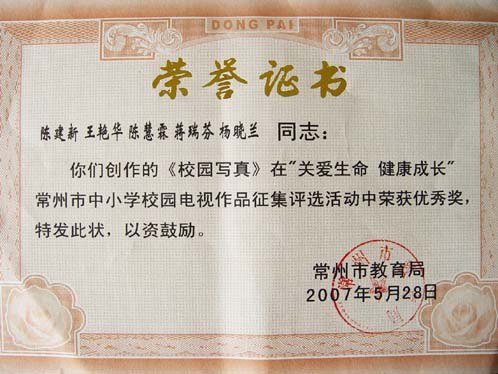 DONG PAI
荣誉证书
陈建新 王艳华 陈慧霖 蒋瑞芬 杨晓兰 同志：
你们创作的《校园写真》在"关爱生命 健康成长"
常州市中小学校园电视作品征集评选活动中荣获优秀奖，
特发此状，以资鼓励。
常州市教育局
2007年5月28日